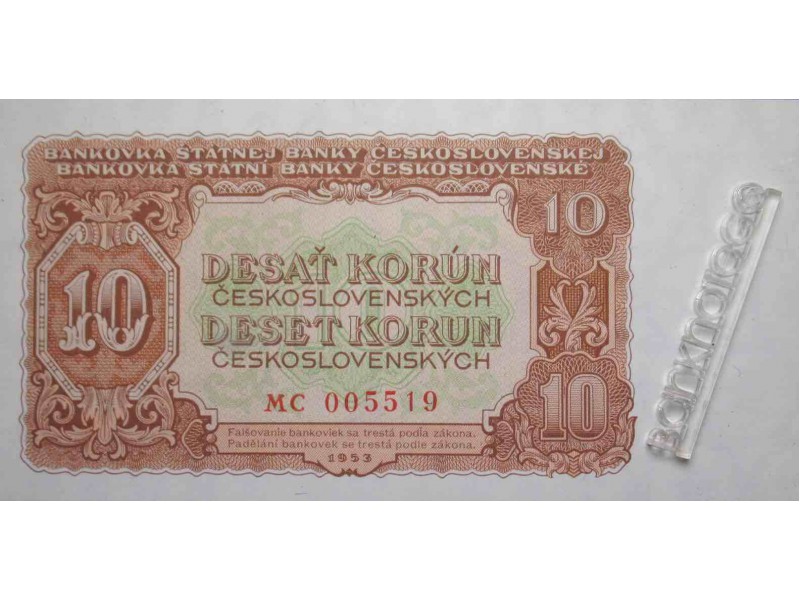 BANKOVKA ŠTÁTNEJ BANKY ČESKOSLOVENSKEJ
BANKOVKA STÁTNÍ BANKY ČESKOSLOVENSKÉ
10
10
DESAŤ KORÚN
ČESKOSLOVENSKÝCH
DESET KORUN
ČESKOSLOVENSKÝCH
10
MC 005519
Falšovanie bankoviek sa trestá podľa zákona.
Padělání bankovek se trestá podle zákona.
1953